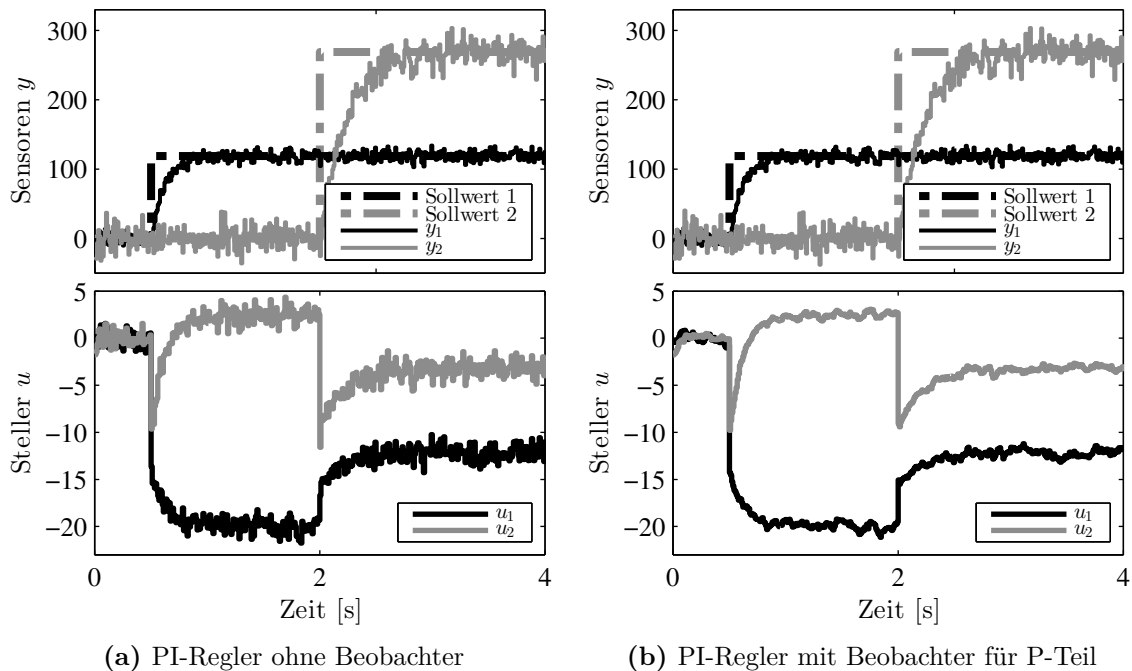 300
200
100
0
Sensoren y
Sollwert 1
Sollwert 2
y1
y2
5
0
−5
−10
−15
−20
Steller u
u1
u2
0
2
4
Zeit [s]
(a) PI-Regler ohne Beobachter
300
200
100
0
Sensoren y
Sollwert 1
Sollwert 2
y1
y2
5
0
−5
−10
−15
−20
Steller u
u1
u2
0
2
4
Zeit [s]
(b) PI-Regler mit Beobachter für P-Teil